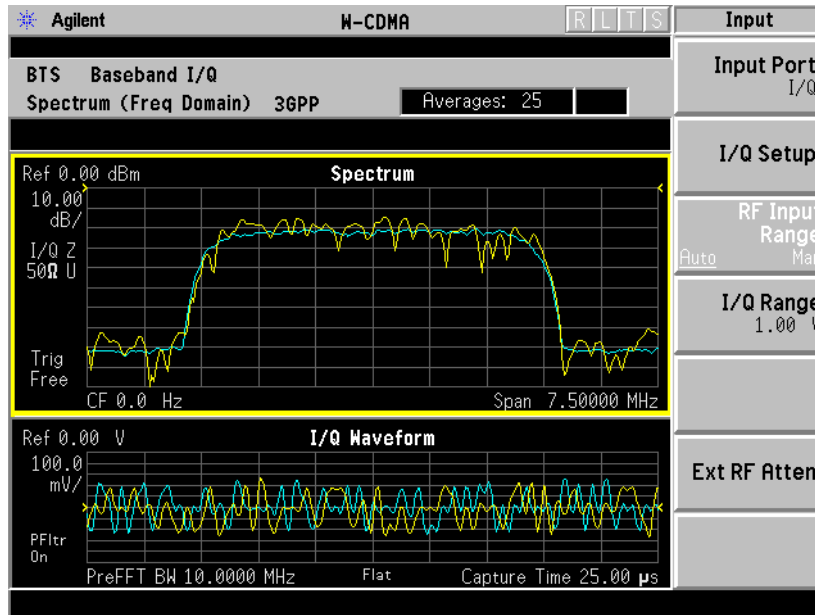 Agilent W-CDMA R L T S Input
BTS Baseband I/Q
Spectrum (Freq Domain) 3GPP Averages: 25
Input Port
I/Q
I/Q Setup
Ref 0.00 dBm Spectrum
10.00
dB/
I/Q Z
50Ω U
Trig
Free
CF 0.0 Hz Span 7.50000 MHz
RF Input
Range
Auto Man
I/Q Range
1.00 V
Ref 0.00 V I/Q Waveform
100.0
mV/
PFltr
On
PreFFT BW 10.0000 MHz Flat Capture Time 25.00 µs
Ext RF Atten